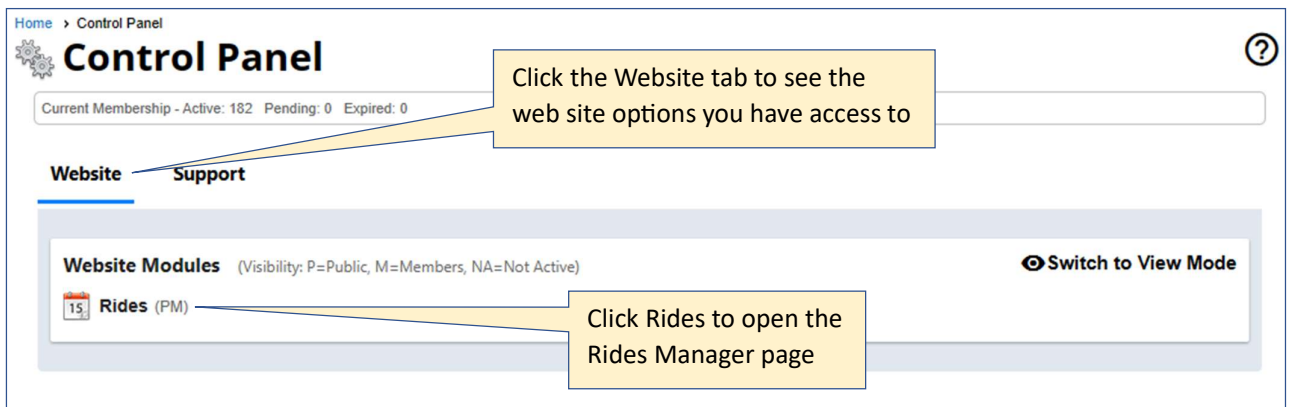 Home › Control Panel
Control Panel
Click the Website tab to see the
web site options you have access to
Current Membership - Active: 182 Pending: 0 Expired: 0
Website Support
Website Modules (Visibility: P=Public, M=Members, NA=Not Active)
Switch to View Mode
15 Rides (PM)
Click Rides to open the
Rides Manager page